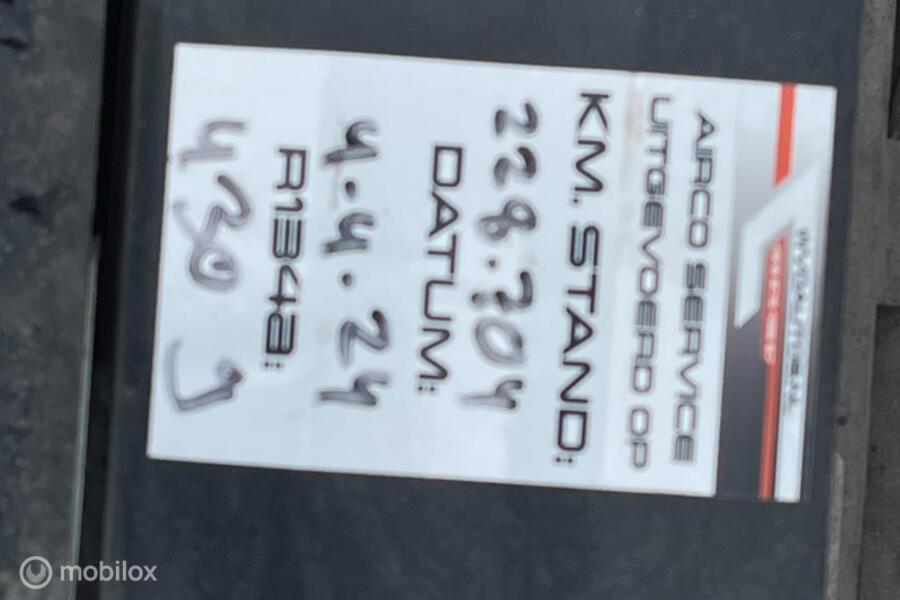 AIRCO SERVICE
UITGEVOERD OP
KM. STAND:
228.704
DATUM:
4.4.24
R134a:
430 g
mobilox